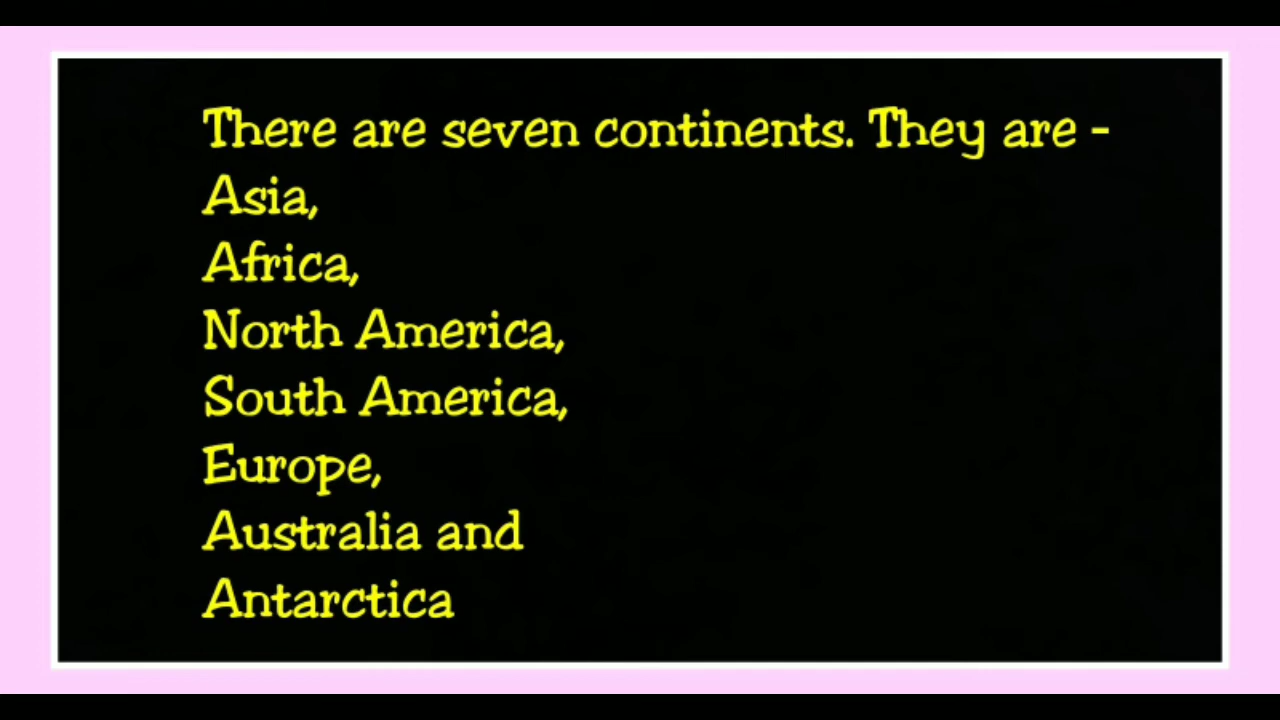 There are seven continents. They are -
Asia,
Africa,
North America,
South America,
Europe,
Australia and
Antarctica